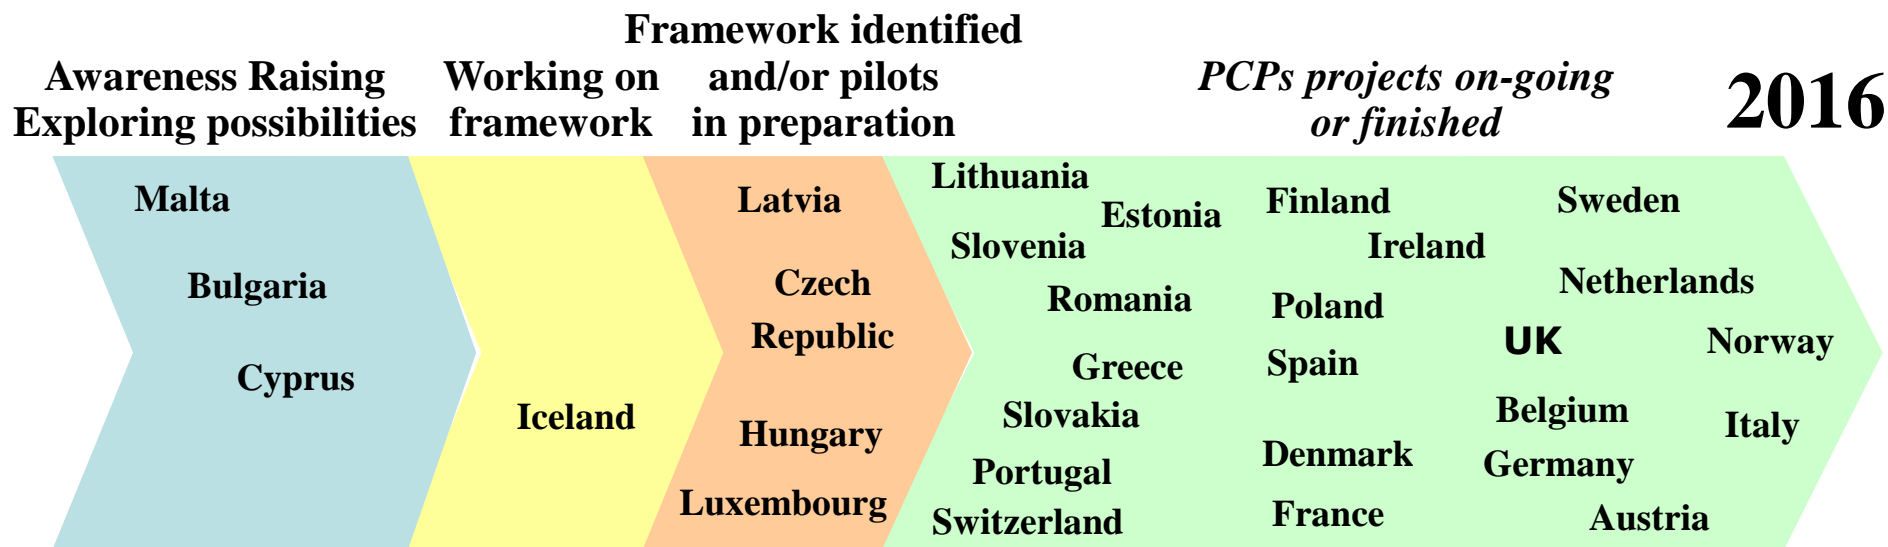 Awareness Raising
Exploring possibilities
Working on
framework
Framework identified
and/or pilots
in preparation
PCPs projects on-going
or finished
2016
Malta
Bulgaria
Cyprus
Iceland
Latvia
Czech
Republic
Hungary
Luxembourg
Lithuania
Estonia
Slovenia
Romania
Greece
Slovakia
Portugal
Switzerland
Finland
Ireland
Poland
Spain
Denmark
France
Sweden
Netherlands
UK
Norway
Belgium
Italy
Germany
Austria